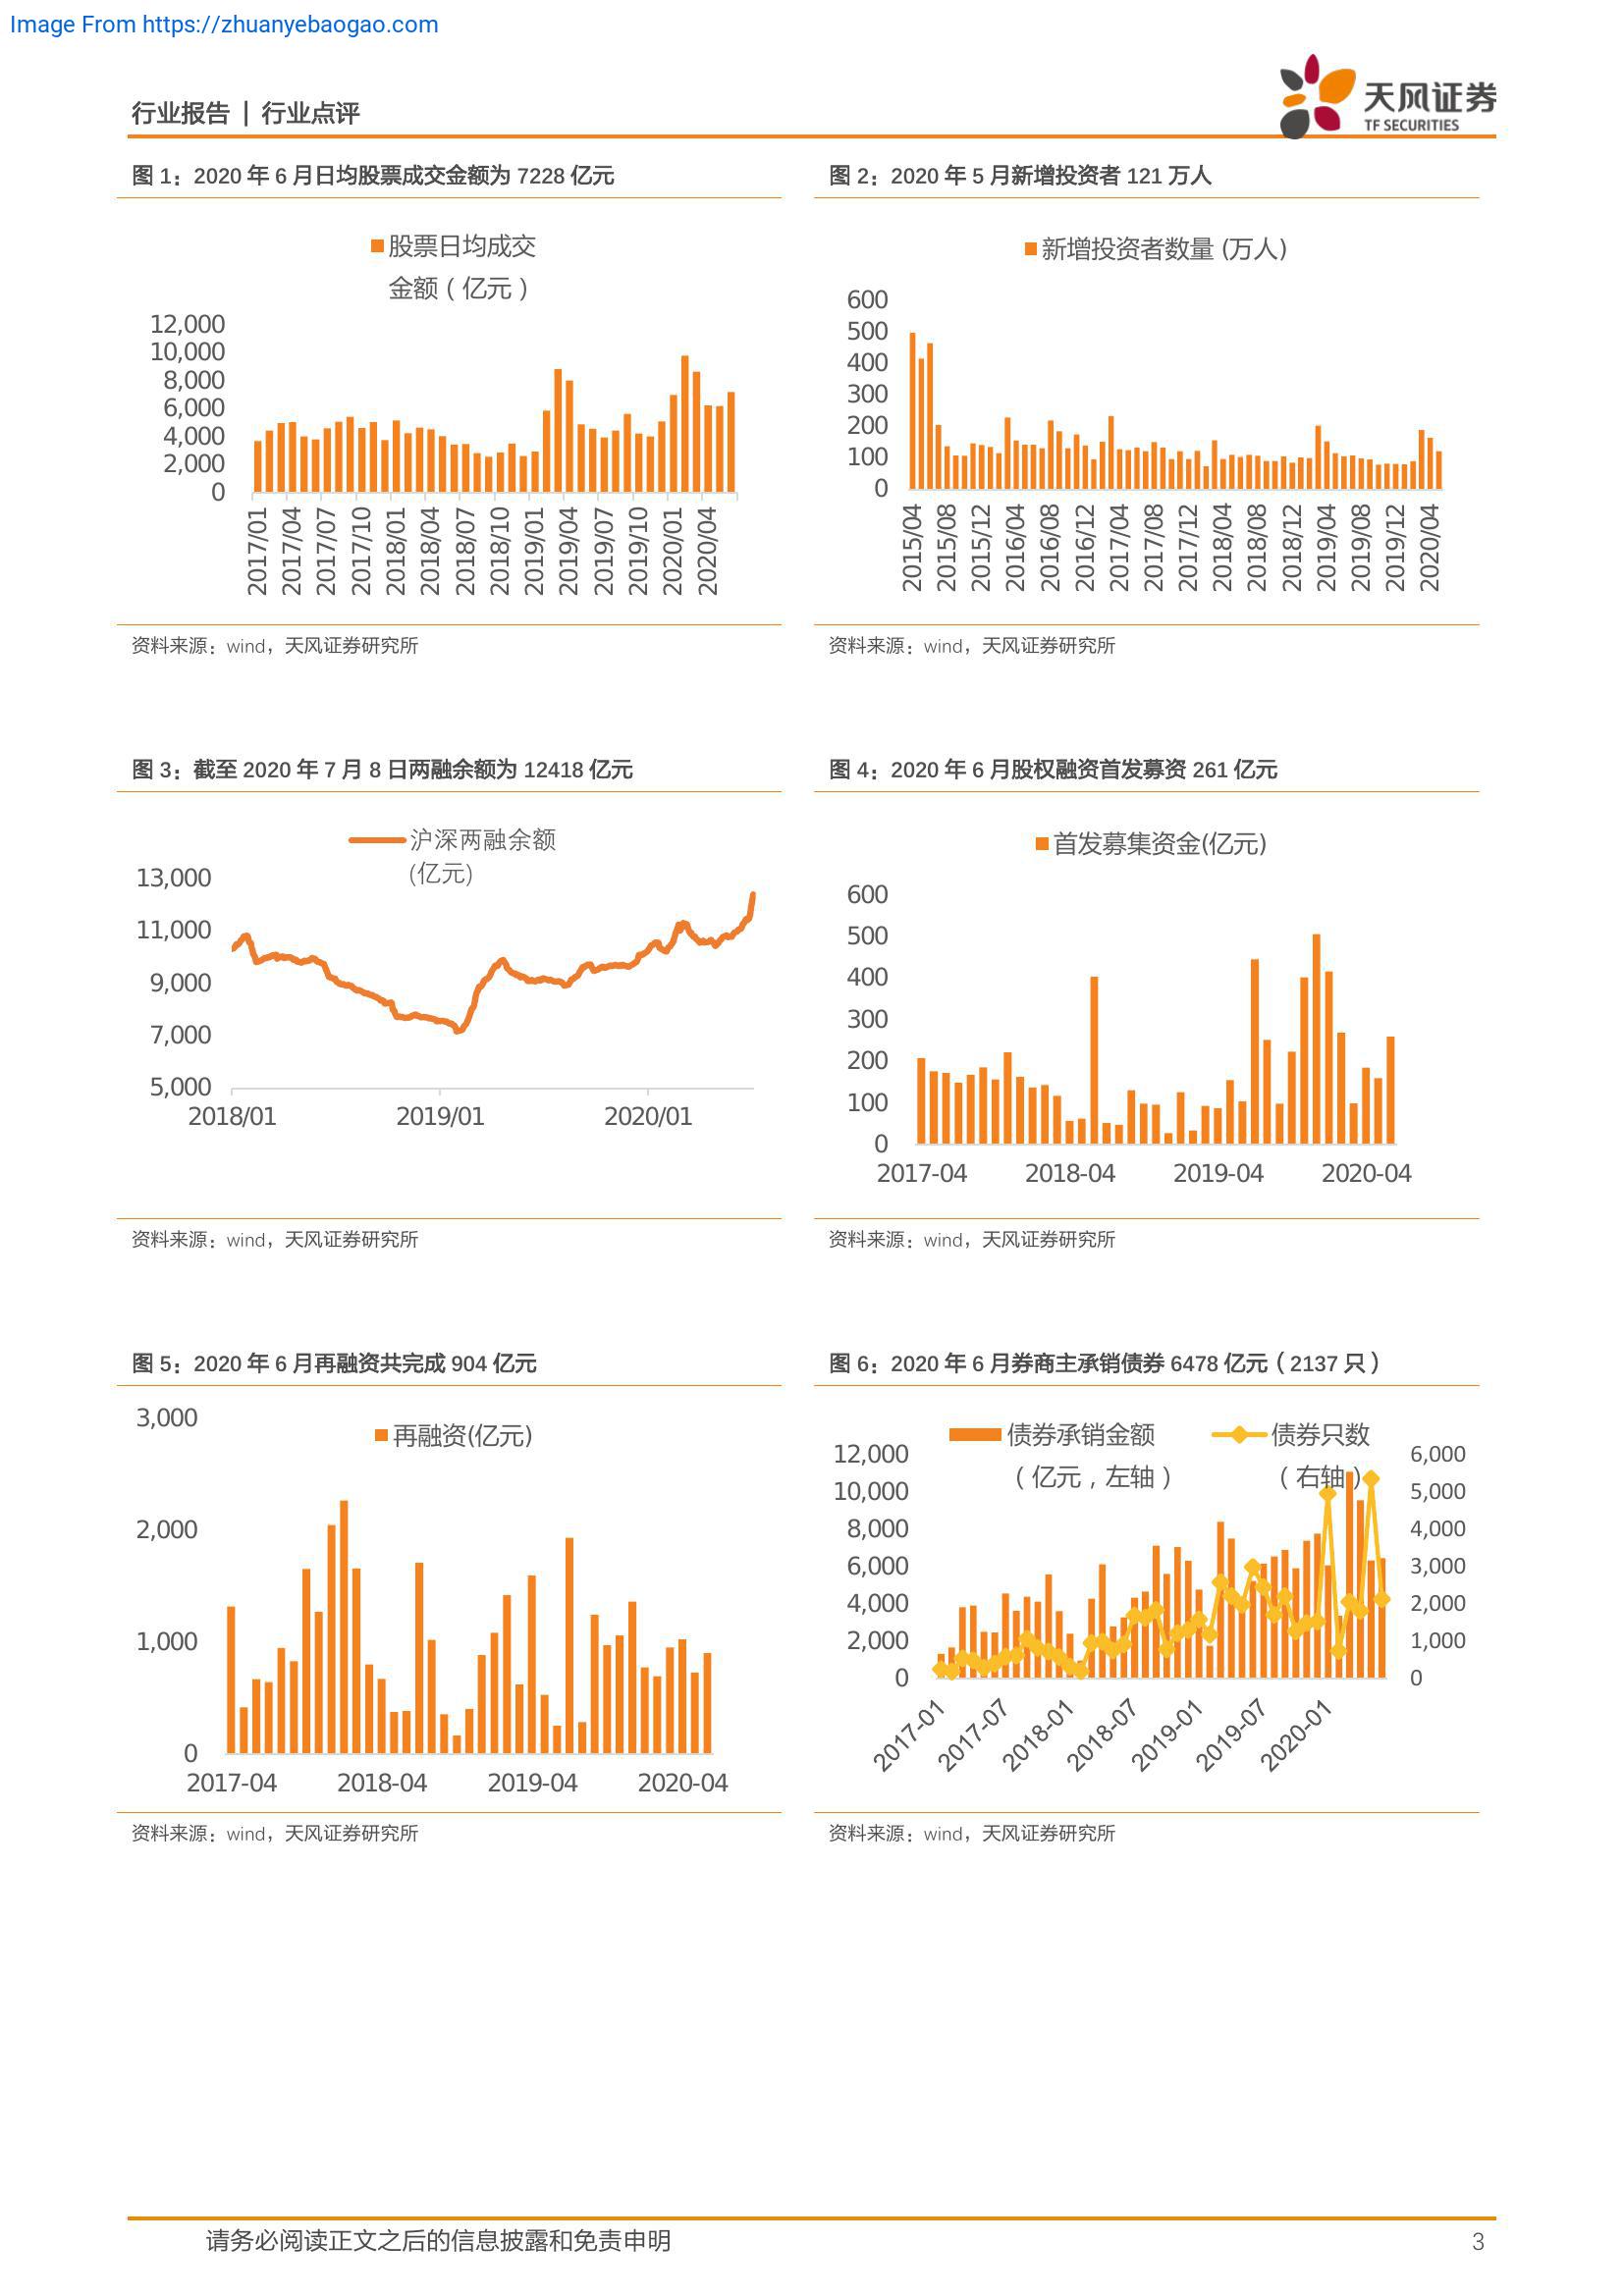 Image From https://zhuanyebaogao.com
行业报告 | 行业点评
天风证券
TF SECURITIES
图 1：2020 年 6 月日均股票成交金额为 7228 亿元
股票日均成交
金额（亿元）
12,000
10,000
8,000
6,000
4,000
2,000
0
2017/01
2017/04
2017/07
2017/10
2018/01
2018/04
2018/07
2018/10
2019/01
2019/04
2019/07
2019/10
2020/01
2020/04
资料来源：wind，天风证券研究所
图 2：2020 年 5 月新增投资者 121 万人
新增投资者数量 (万人)
600
500
400
300
200
100
0
2015/04
2015/08
2015/12
2016/04
2016/08
2016/12
2017/04
2017/08
2017/12
2018/04
2018/08
2018/12
2019/04
2019/08
2019/12
2020/04
资料来源：wind，天风证券研究所
图 3：截至 2020 年 7 月 8 日两融余额为 12418 亿元
沪深两融余额
(亿元)
13,000
11,000
9,000
7,000
5,000
2018/01 2019/01 2020/01
资料来源：wind，天风证券研究所
图 4：2020 年 6 月股权融资首发募资 261 亿元
首发募集资金(亿元)
600
500
400
300
200
100
0
2017-04 2018-04 2019-04 2020-04
资料来源：wind，天风证券研究所
图 5：2020 年 6 月再融资共完成 904 亿元
再融资(亿元)
3,000
2,000
1,000
0
2017-04 2018-04 2019-04 2020-04
资料来源：wind，天风证券研究所
图 6：2020 年 6 月券商主承销债券 6478 亿元（2137 只）
债券承销金额
（亿元，左轴）
债券只数
（右轴）
12,000
10,000
8,000
6,000
4,000
2,000
0
6,000
5,000
4,000
3,000
2,000
1,000
0
2017-01
2017-07
2018-01
2018-07
2019-01
2019-07
2020-01
资料来源：wind，天风证券研究所
请务必阅读正文之后的信息披露和免责申明 3